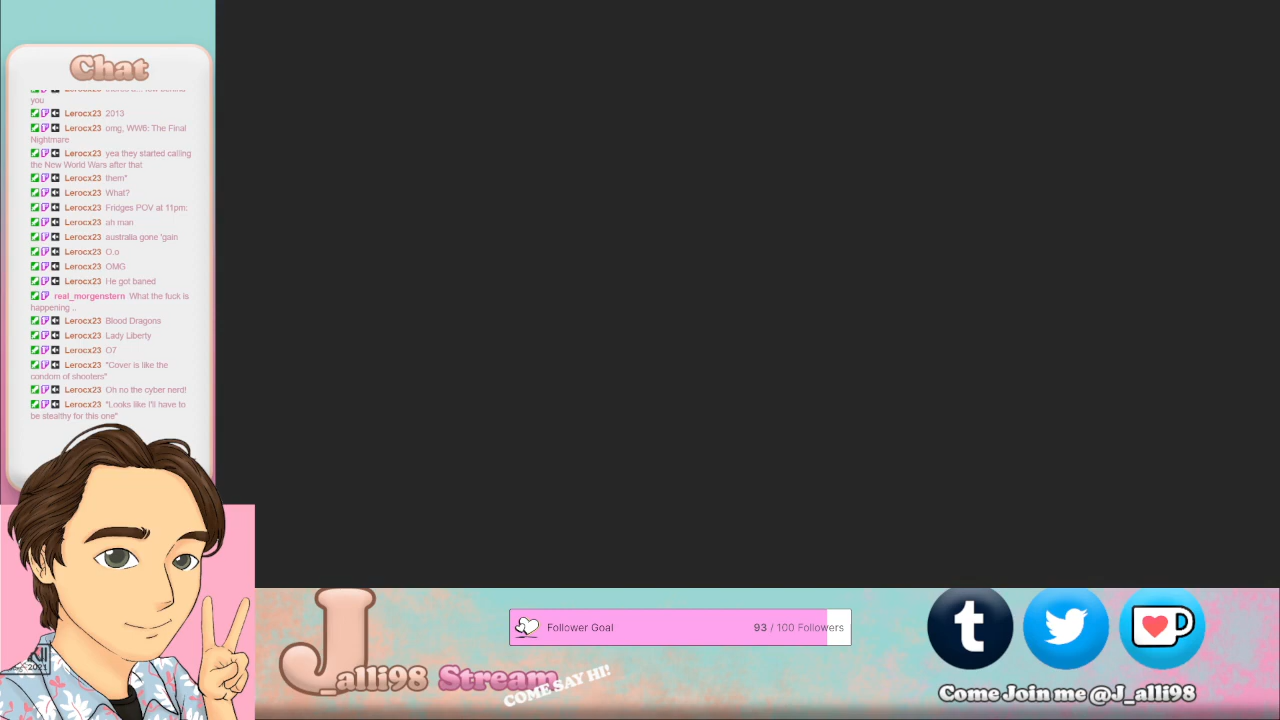 Chat
you
Lerocx23 2013
Lerocx23 omg, WW6: The Final
Nightmare
Lerocx23 yea they started calling
the New World Wars after that
Lerocx23 them*
Lerocx23 What?
Lerocx23 Fridges POV at 11pm:
Lerocx23 ah man
Lerocx23 australia gone 'gain
Lerocx23 O.o
Lerocx23 OMG
Lerocx23 He got baned
real_morgenstern What the fuck is
happening ..
Lerocx23 Blood Dragons
Lerocx23 Lady Liberty
Lerocx23 O7
Lerocx23 "Cover is like the
condom of shooters"
Lerocx23 Oh no the cyber nerd!
Lerocx23 "Looks like I'll have to
be stealthy for this one"
2021
J_alli98 Stream
COME SAY HI!
Follower Goal 93 / 100 Followers
Come Join me @J_alli98